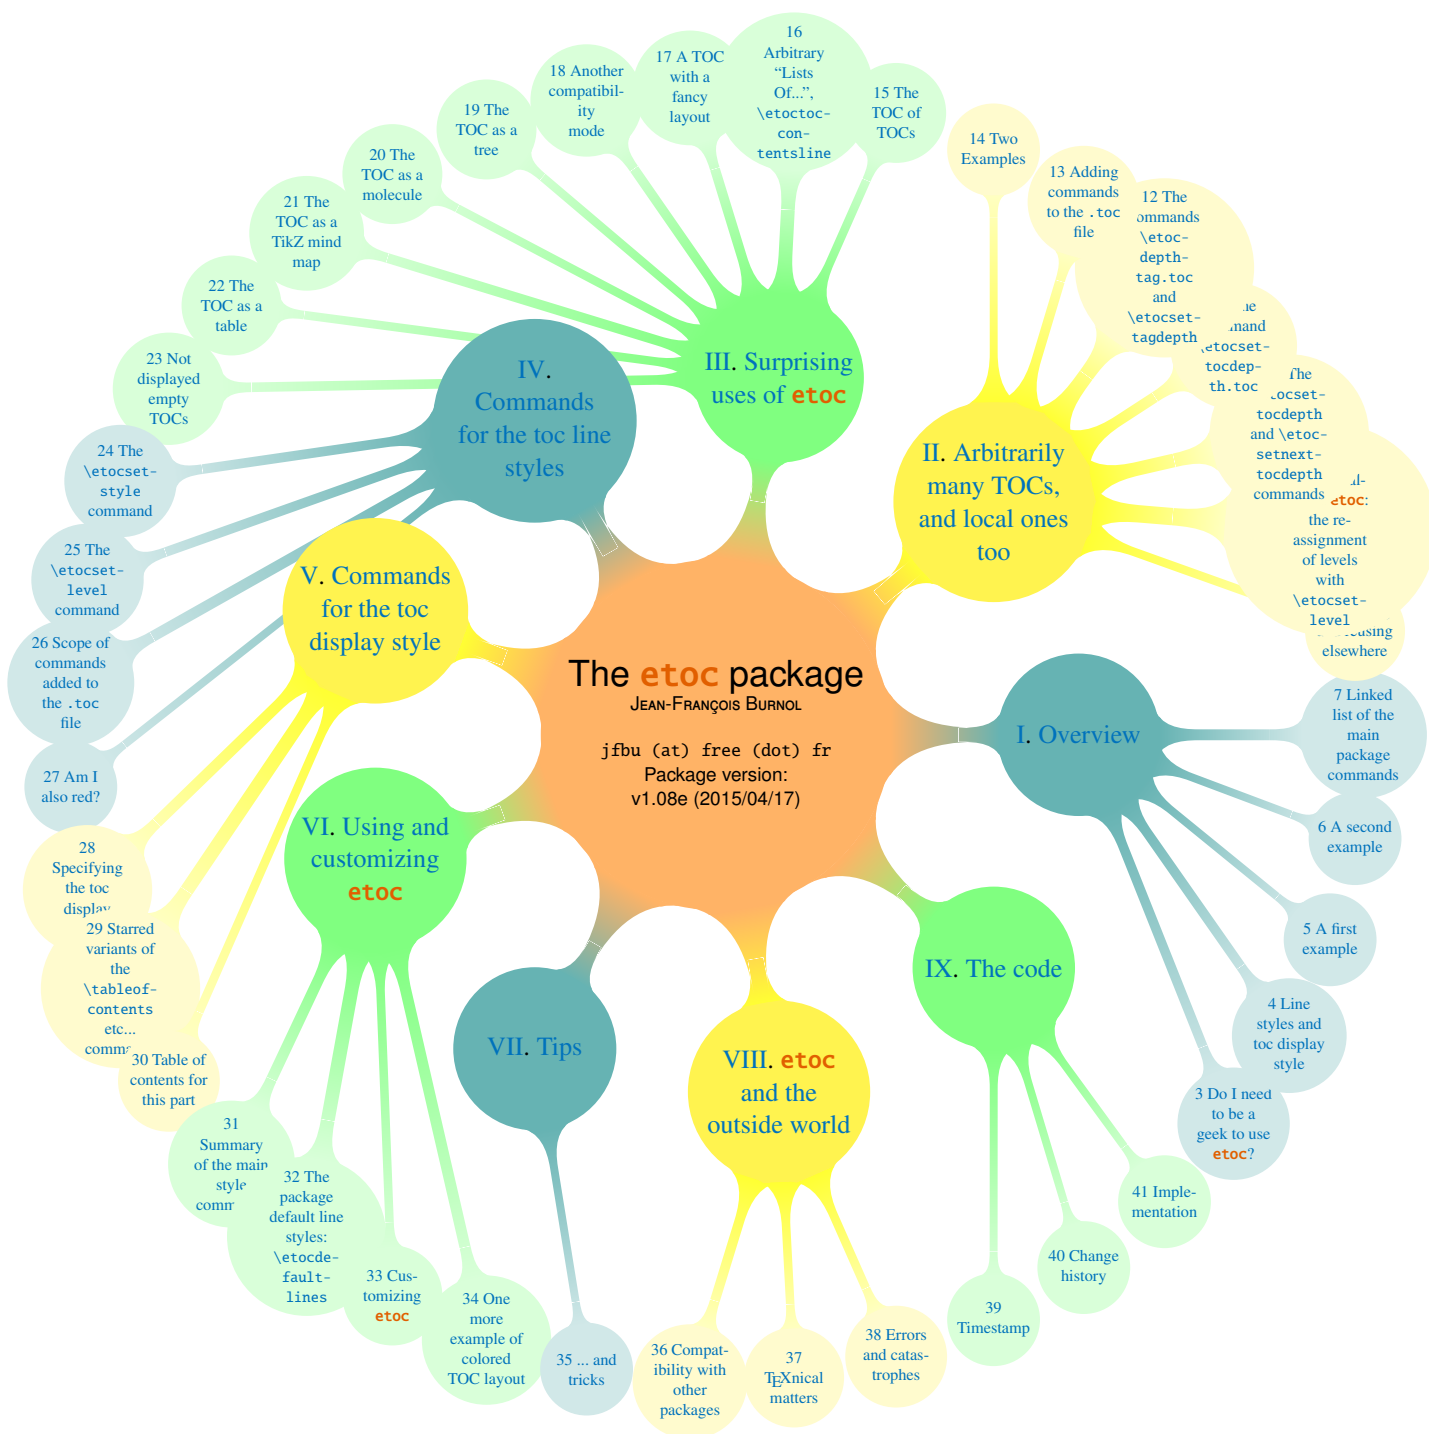 The etoc package
Jean-François Burnol
jfbu (at) free (dot) fr
Package version:
v1.08e (2015/04/17)
I. Overview
3 Do I need
to be a
geek to use
etoc?
4 Line
styles and
toc display
style
5 A first
example
6 A second
example
7 Linked
list of the
main
package
commands
II. Arbitrarily
many TOCs,
and local ones
too
elsewhere
etoc:
the re-
assignment
of levels
with
\etocset-
level
tocdepth
and \etoc-
setnext-
tocdepth
commands
tocdep-
th.toc
12 The
\etoc-
depth-
tag.toc
and
\etocset-
tagdepth
13 Adding
commands
to the .toc
file
14 Two
Examples
III. Surprising
uses of etoc
15 The
TOC of
TOCs
16
Arbitrary
“Lists
Of...”,
\etoctoc-
con-
tentsline
17 A TOC
with a
fancy
layout
18 Another
compatibil-
ity
mode
19 The
TOC as a
tree
20 The
TOC as a
molecule
21 The
TOC as a
TikZ mind
map
22 The
TOC as a
table
23 Not
displayed
empty
TOCs
IV.
Commands
for the toc line
styles
24 The
\etocset-
style
command
25 The
\etocset-
level
command
26 Scope of
commands
added to
the .toc
file
27 Am I
also red?
V. Commands
for the toc
display style
28
Specifying
the toc
display
29 Starred
variants of
the
\tableof-
contents
etc...
30 Table of
contents for
this part
VI. Using and
customizing
etoc
31
Summary
of the main
style
32 The
package
default line
styles:
\etocde-
fault-
lines
33 Cus-
tomizing
etoc
34 One
more
example of
colored
TOC layout
VII. Tips
35 ... and
tricks
VIII. etoc
and the
outside world
36 Compat-
ibility with
other
packages
37
TEXnical
matters
38 Errors
and catas-
trophes
IX. The code
39
Timestamp
40 Change
history
41 Imple-
mentation